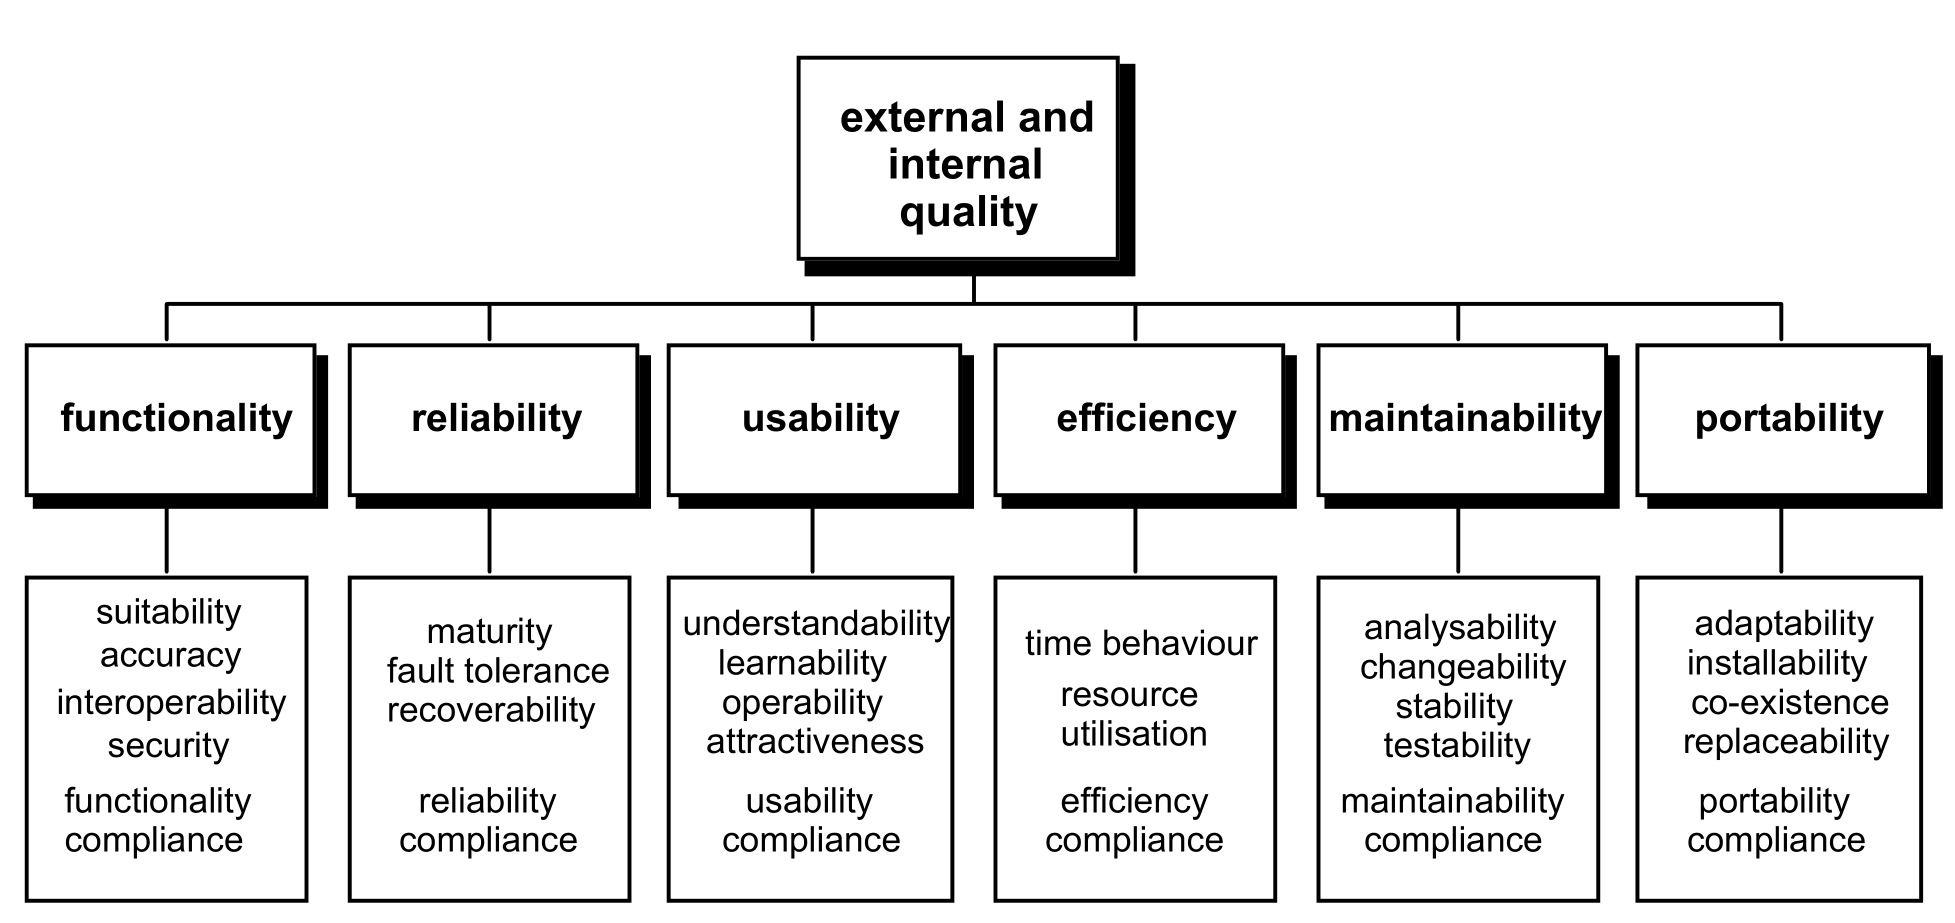 external and
internal
quality
functionality
reliability
usability
efficiency
maintainability
portability
suitability
accuracy
interoperability
security
functionality
compliance
maturity
fault tolerance
recoverability
reliability
compliance
understandability
learnability
operability
attractiveness
usability
compliance
time behaviour
resource
utilisation
efficiency
compliance
analysability
changeability
stability
testability
maintainability
compliance
adaptability
installability
co-existence
replaceability
portability
compliance